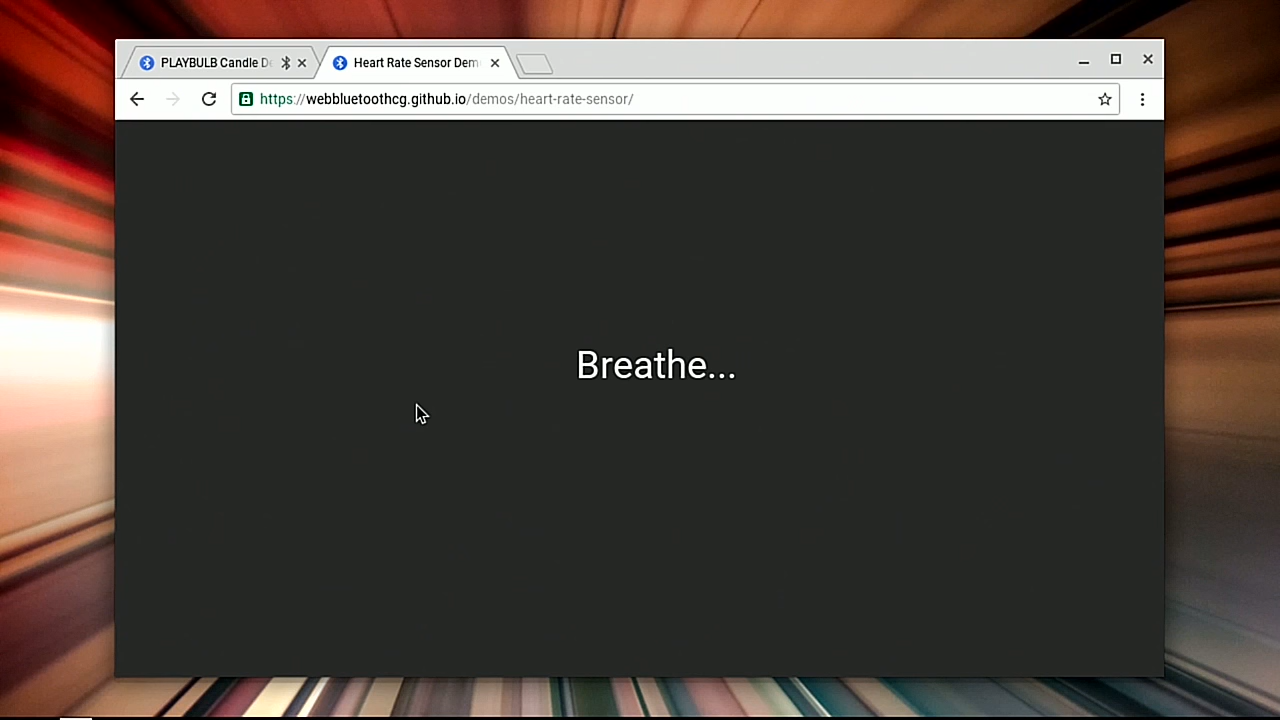 PLAYBULB Candle De
Heart Rate Sensor Dem
https://webbluetoothcg.github.io/demos/heart-rate-sensor/
Breathe...